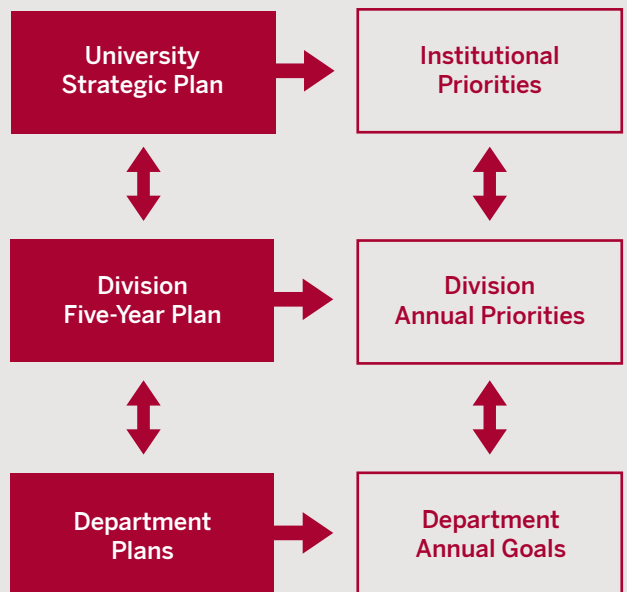 University
Strategic Plan
Institutional
Priorities
Division
Five-Year Plan
Division
Annual Priorities
Department
Plans
Department
Annual Goals